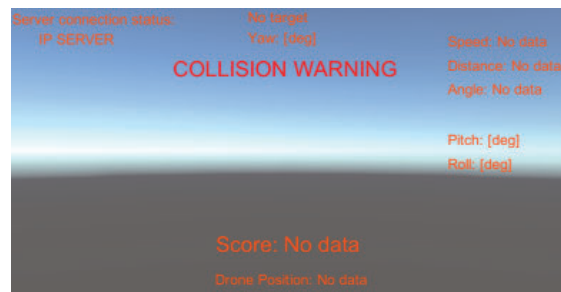 Server connection status:
IP SERVER
No target
Yaw: [deg]
COLLISION WARNING
Speed: No data
Distance: No data
Angle: No data
Pitch: [deg]
Roll: [deg]
Score: No data
Drone Position: No data